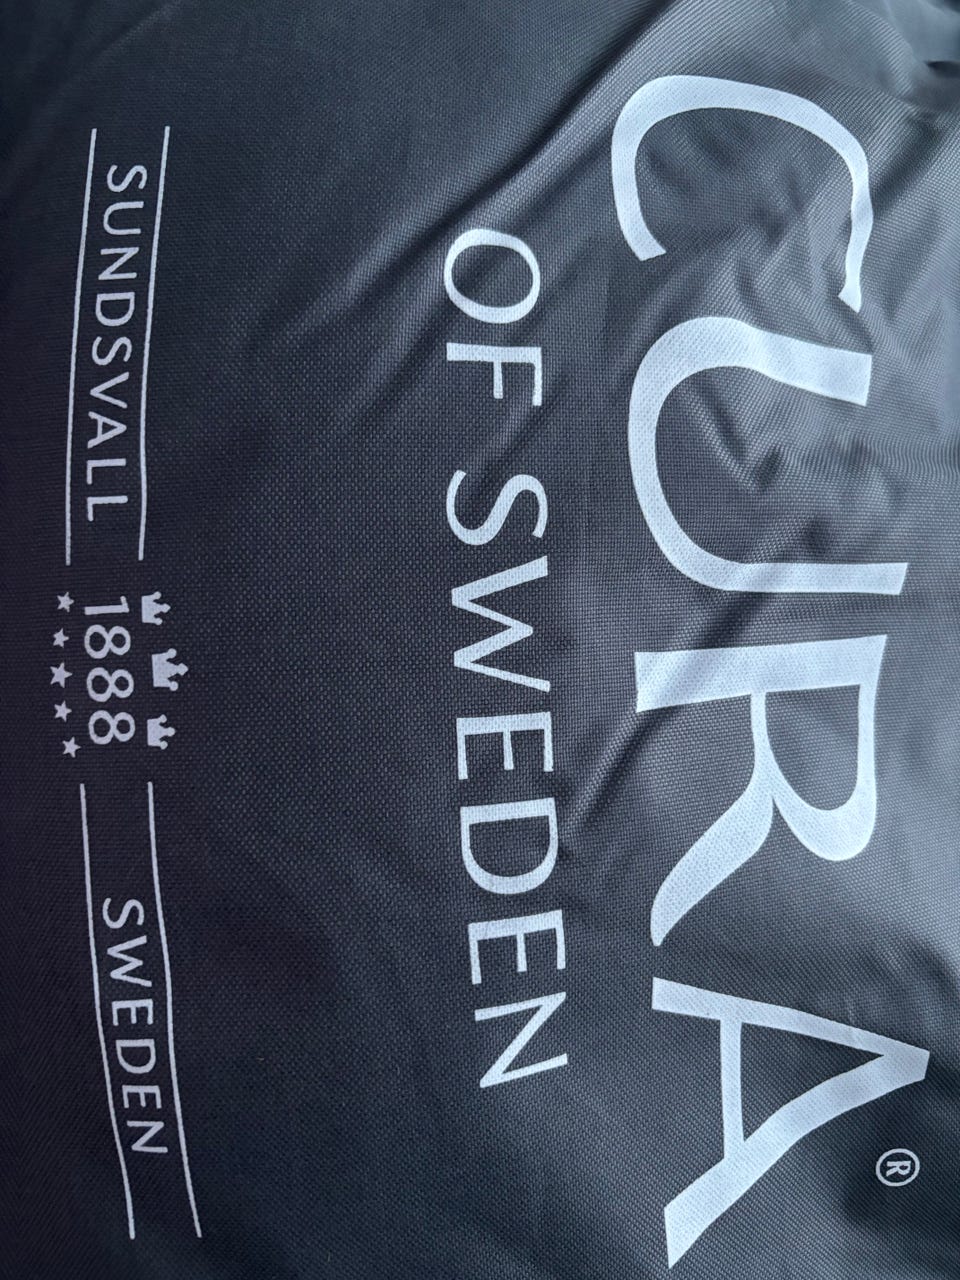 CURA®
OF SWEDEN
SUNDSVALL 1888 SWEDEN